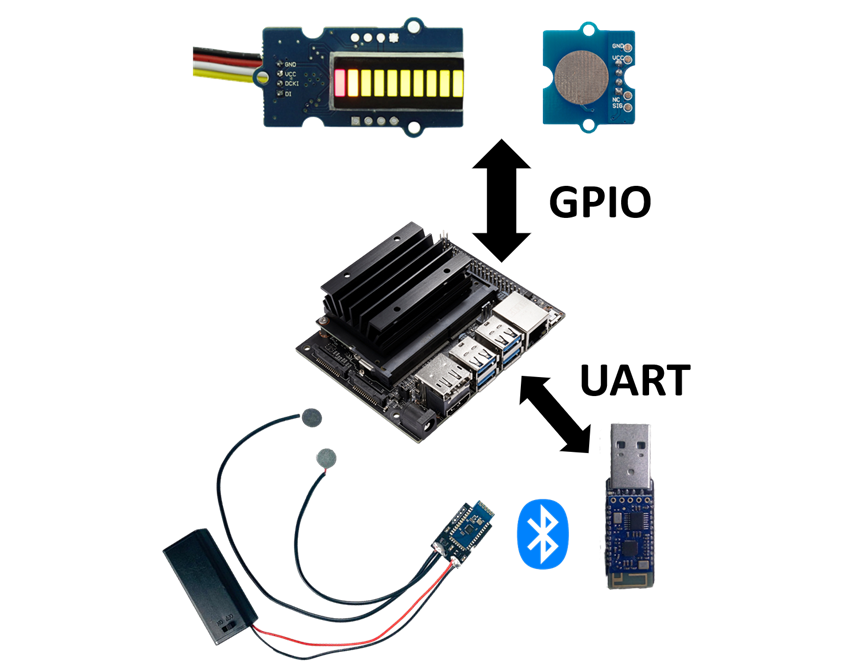 GND
VCC
DCKI
DI
GND
VCC
NC
SIG
GPIO
UART